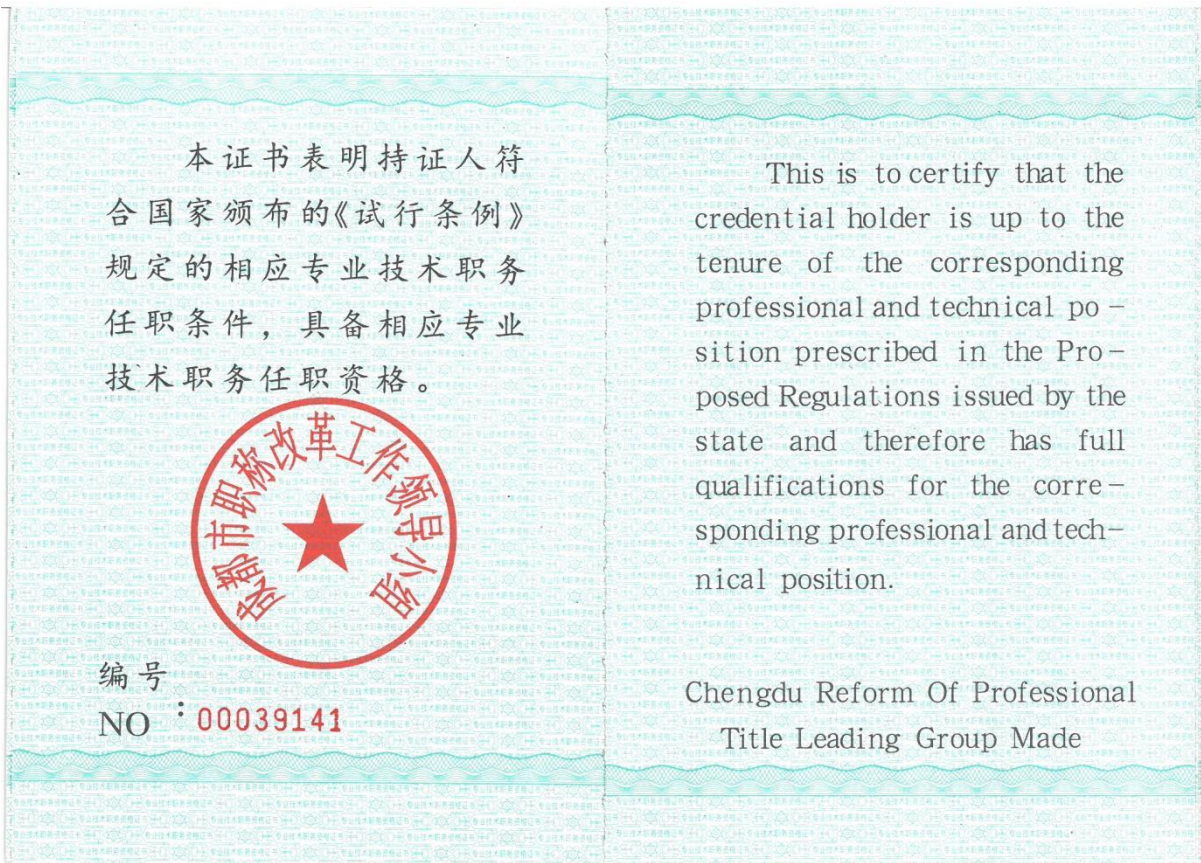 本证书表明持证人符
合国家颁布的《试行条例》
规定的相应专业技术职务
任职条件，具备相应专业
技术职务任职资格。
成都市职称改革工作领导小组
编号
NO：00039141
This is to certify that the
credential holder is up to the
tenure of the corresponding
professional and technical po-
sition prescribed in the Pro-
posed Regulations issued by the
state and therefore has full
qualifications for the corre-
sponding professional and tech-
nical position.
Chengdu Reform Of Professional
Title Leading Group Made